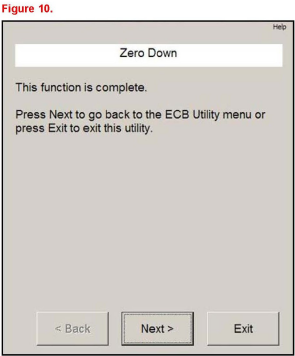 Figure 10.
Help
Zero Down
This function is complete.
Press Next to go back to the ECB Utility menu or
press Exit to exit this utility.
< Back
Next >
Exit